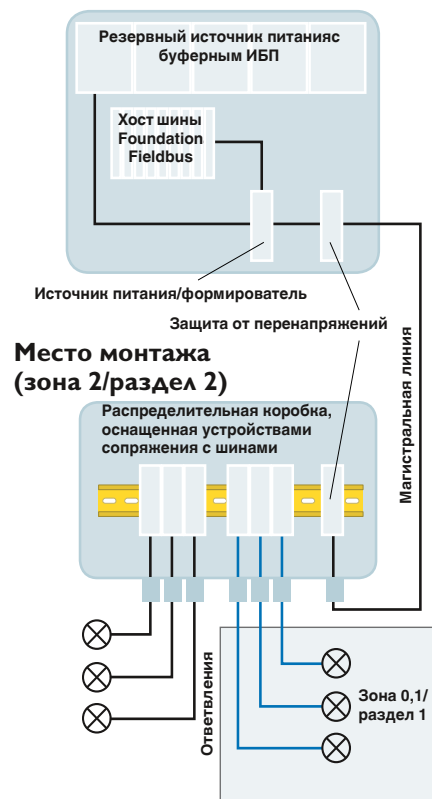 Резервный источник питанияс
буферным ИБП
Хост шины
Foundation
Fieldbus
Источник питания/формирователь
Защита от перенапряжений
Место монтажа
(зона 2/раздел 2)
Магистральная линия
Распределительная коробка,
оснащенная устройствами
сопряжения с шинами
Ответвления
Зона 0,1/
раздел 1